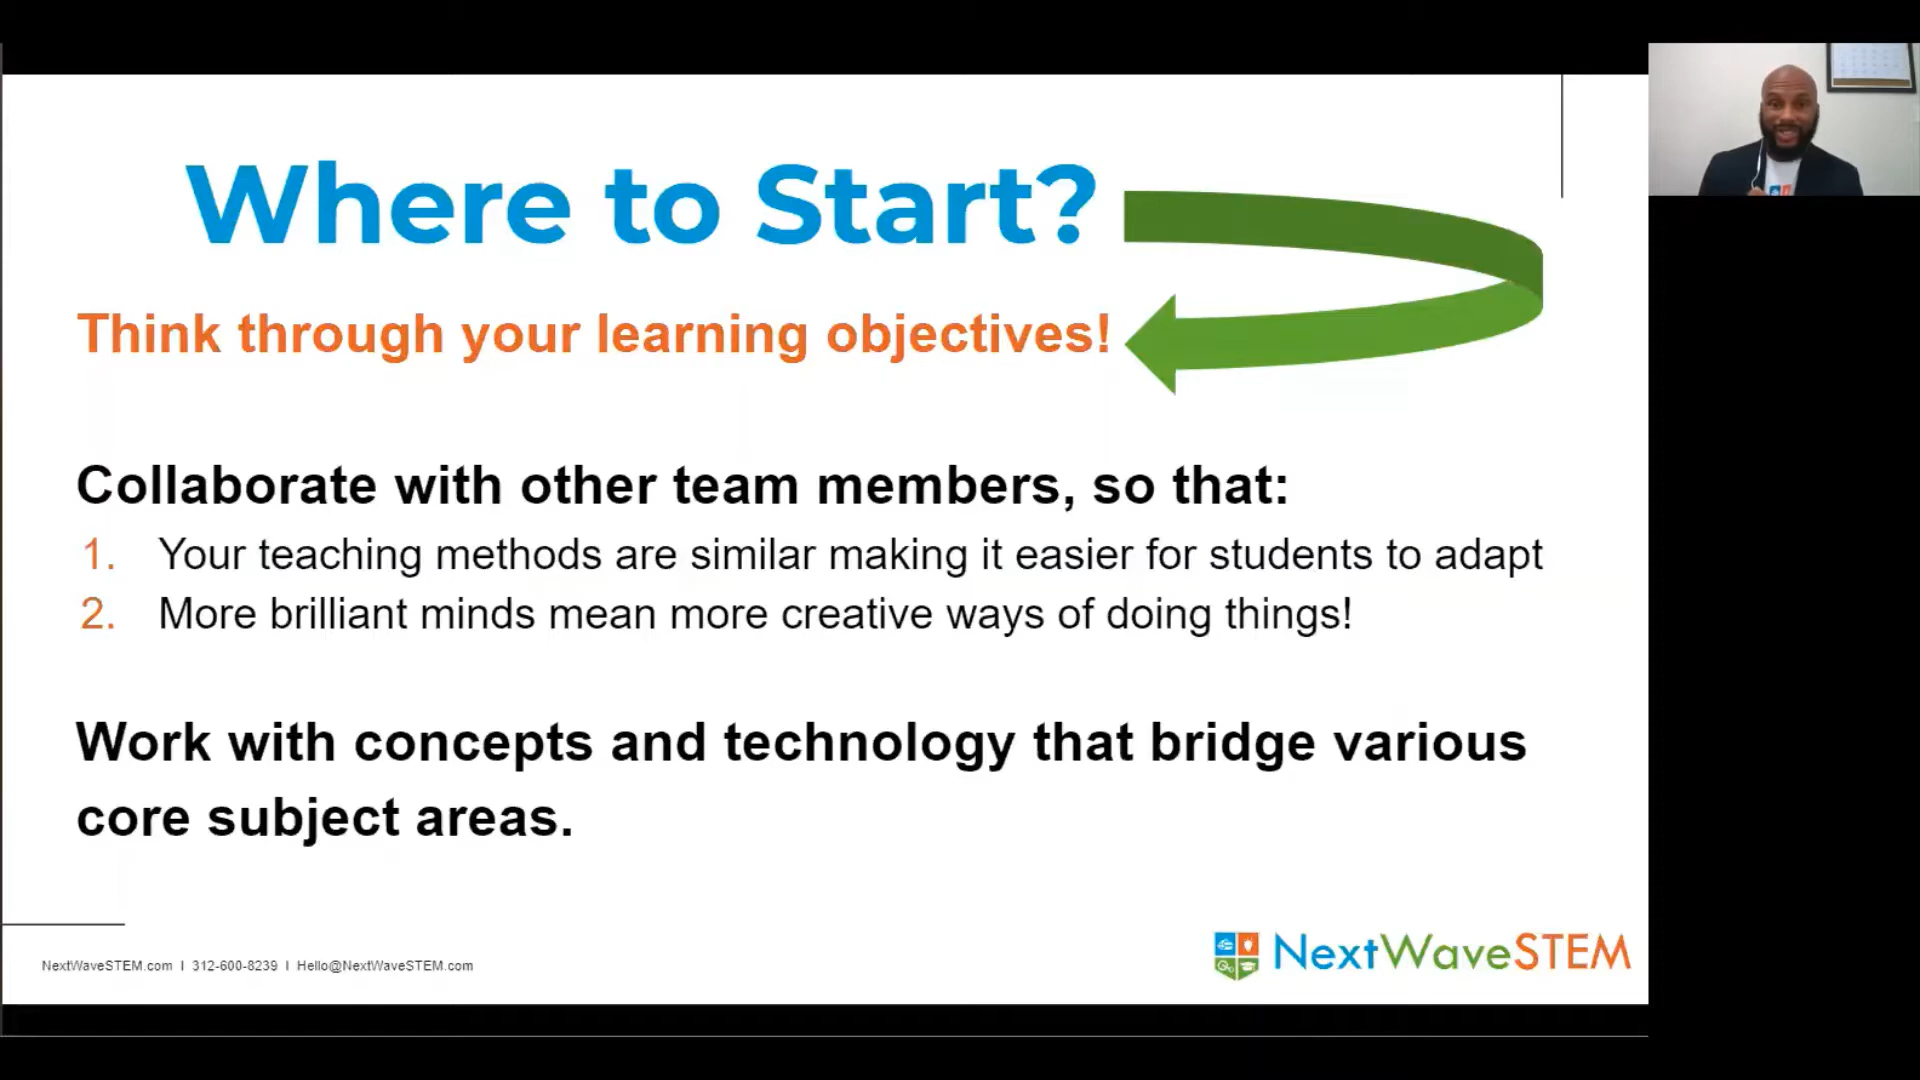 Where to Start?
Think through your learning objectives!
Collaborate with other team members, so that:
1. Your teaching methods are similar making it easier for students to adapt
2. More brilliant minds mean more creative ways of doing things!
Work with concepts and technology that bridge various
core subject areas.
NextWaveSTEM.com I 312-600-8239 I Hello@NextWaveSTEM.com
NextWaveSTEM